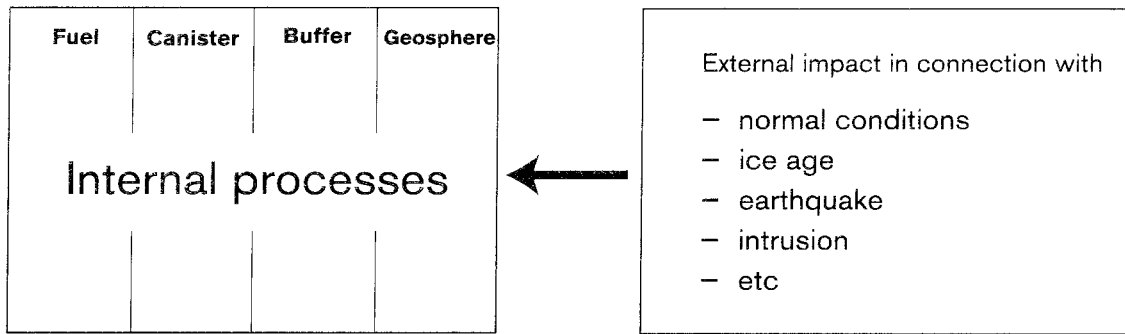 Fuel Canister Buffer Geosphere
Internal processes
External impact in connection with
– normal conditions
– ice age
– earthquake
– intrusion
– etc